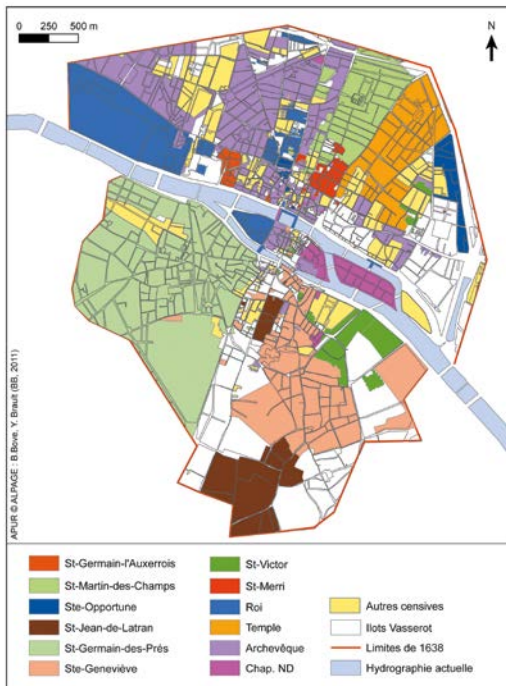 0 250 500 m
N
APUR © ALPAGE : B.Bove, Y. Brault (BB, 2011)
St-Germain-l'Auxerrois
St-Martin-des-Champs
Ste-Opportune
St-Jean-de-Latran
St-Germain-des-Prés
Ste-Geneviève
St-Victor
St-Merri
Roi
Temple
Archevêque
Chap. ND
Autres censives
Ilots Vasserot
Limites de 1638
Hydrographie actuelle